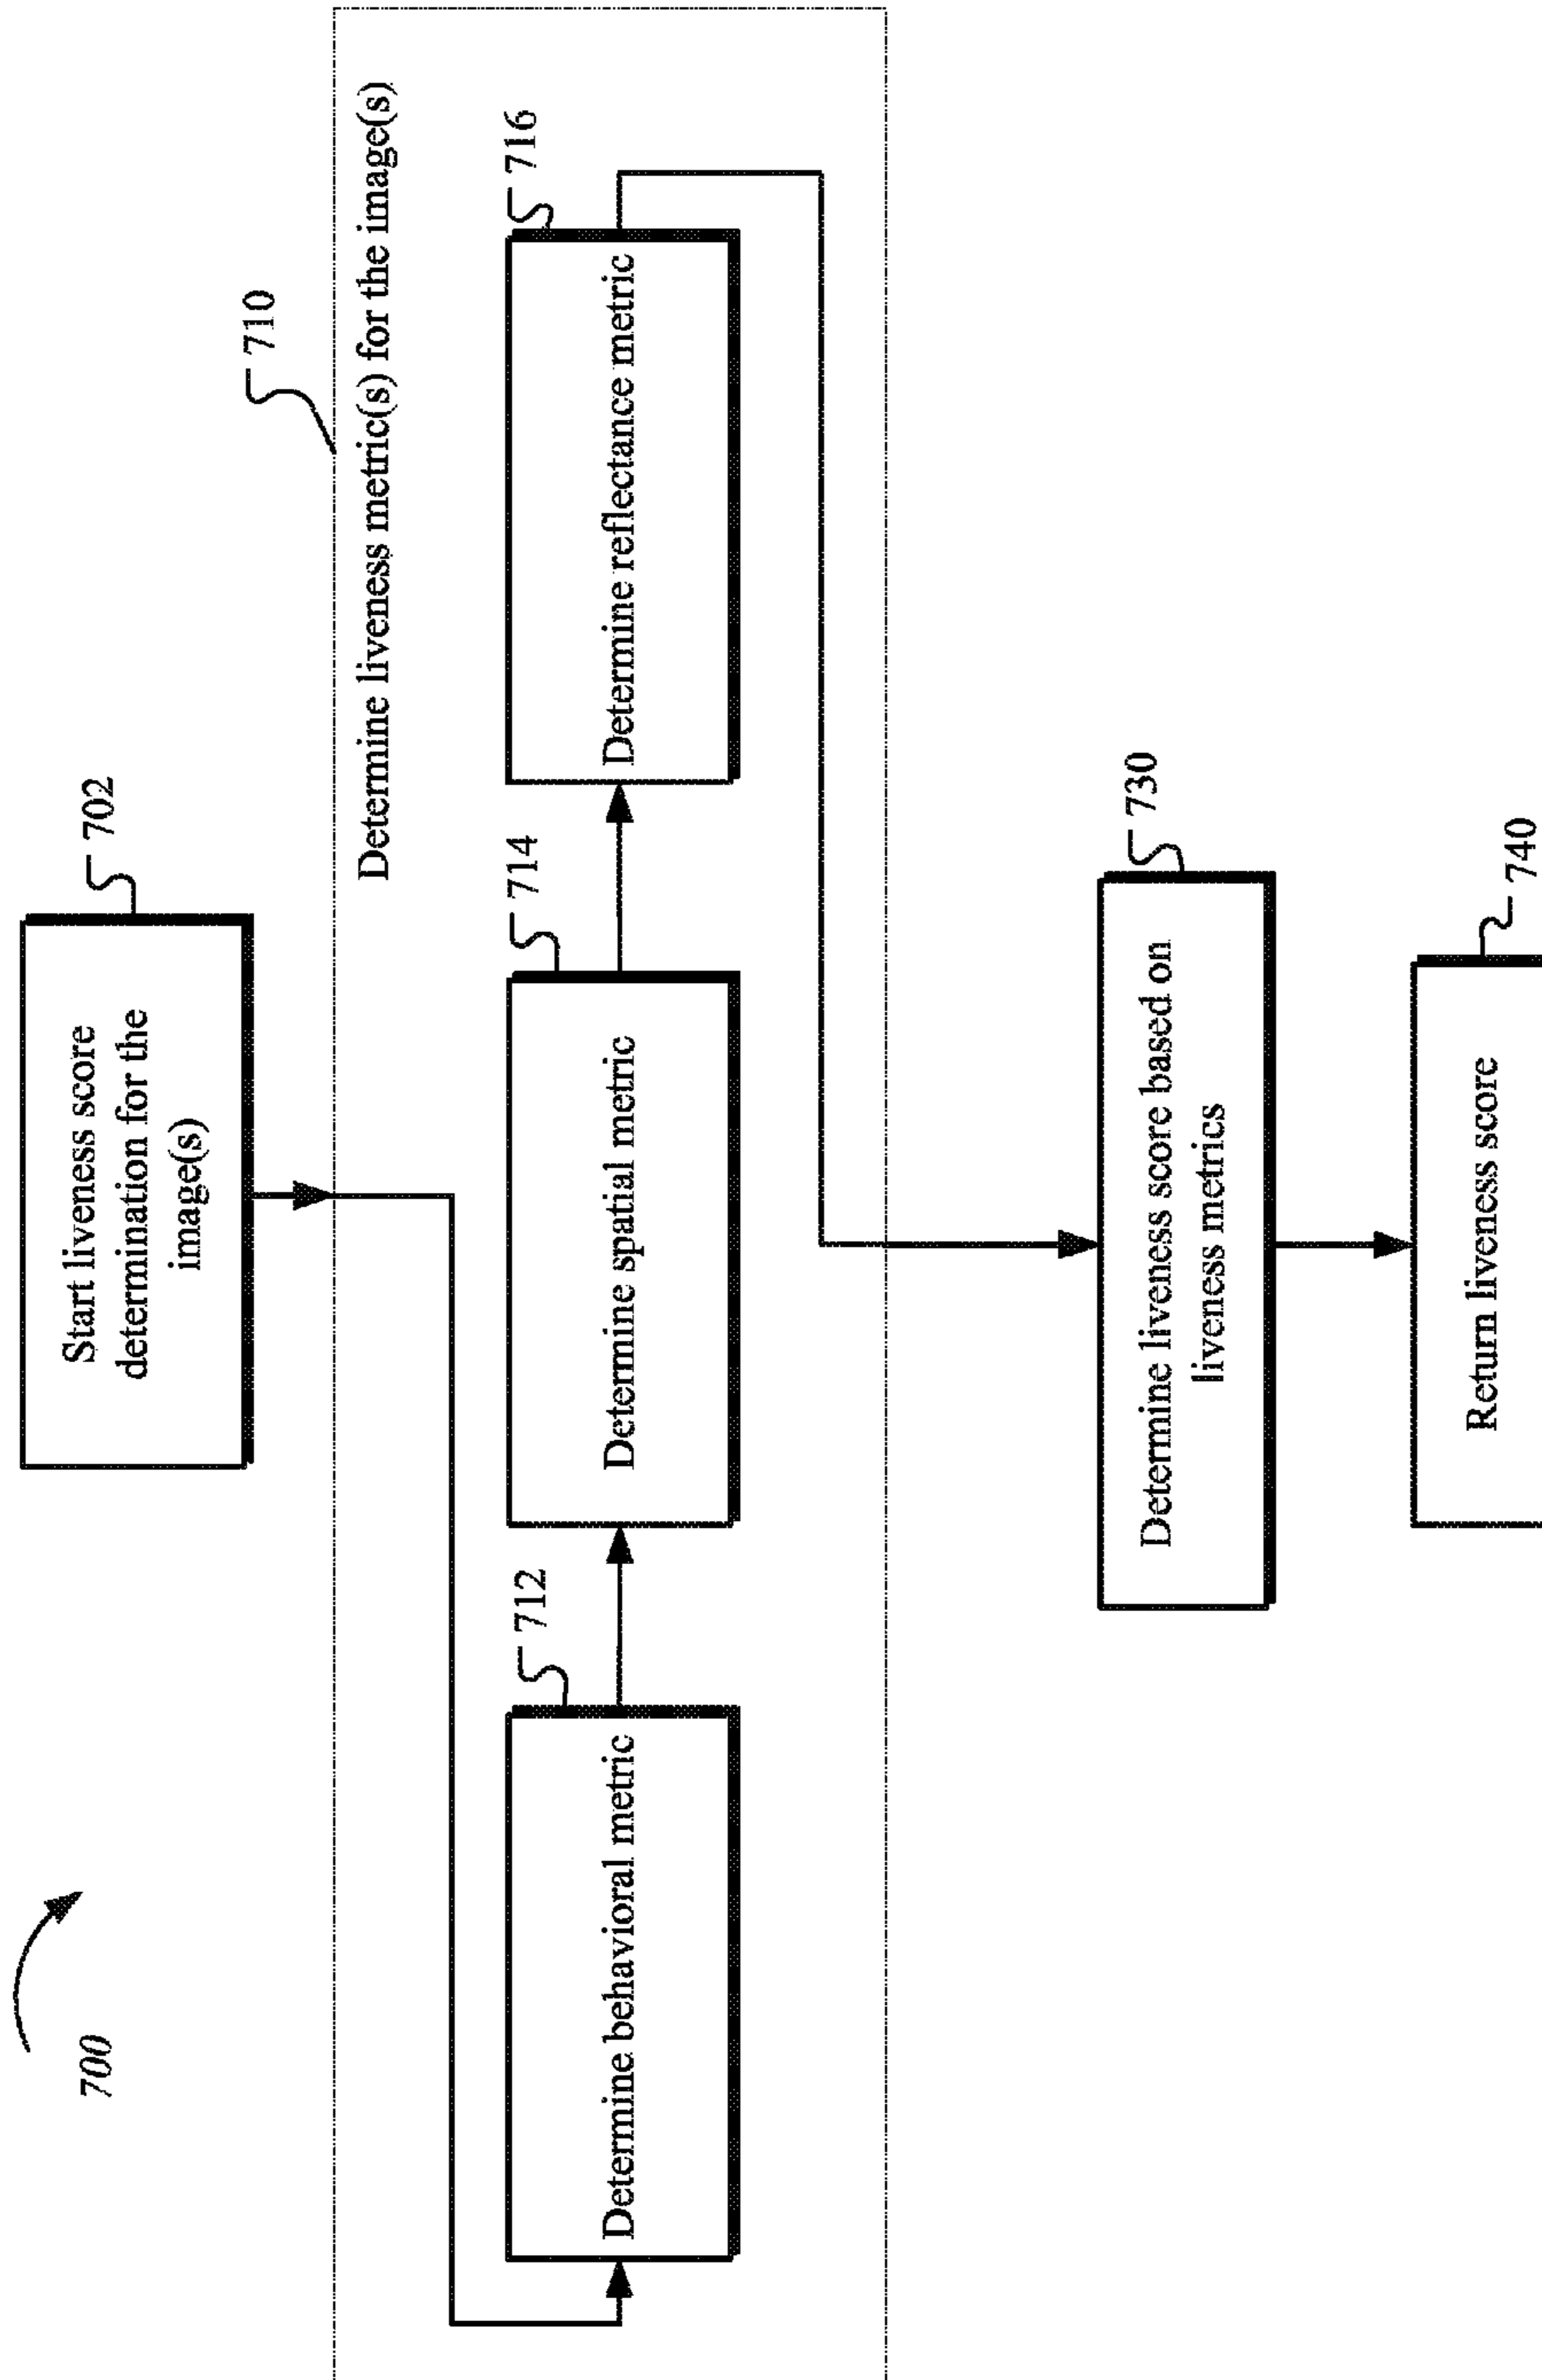 700
Start liveness score
determination for the
image(s)
702
710
Determine liveness metric(s) for the image(s)
Determine behavioral metric
712
Determine spatial metric
714
Determine reflectance metric
716
Determine liveness score based on
liveness metrics
730
Return liveness score
740